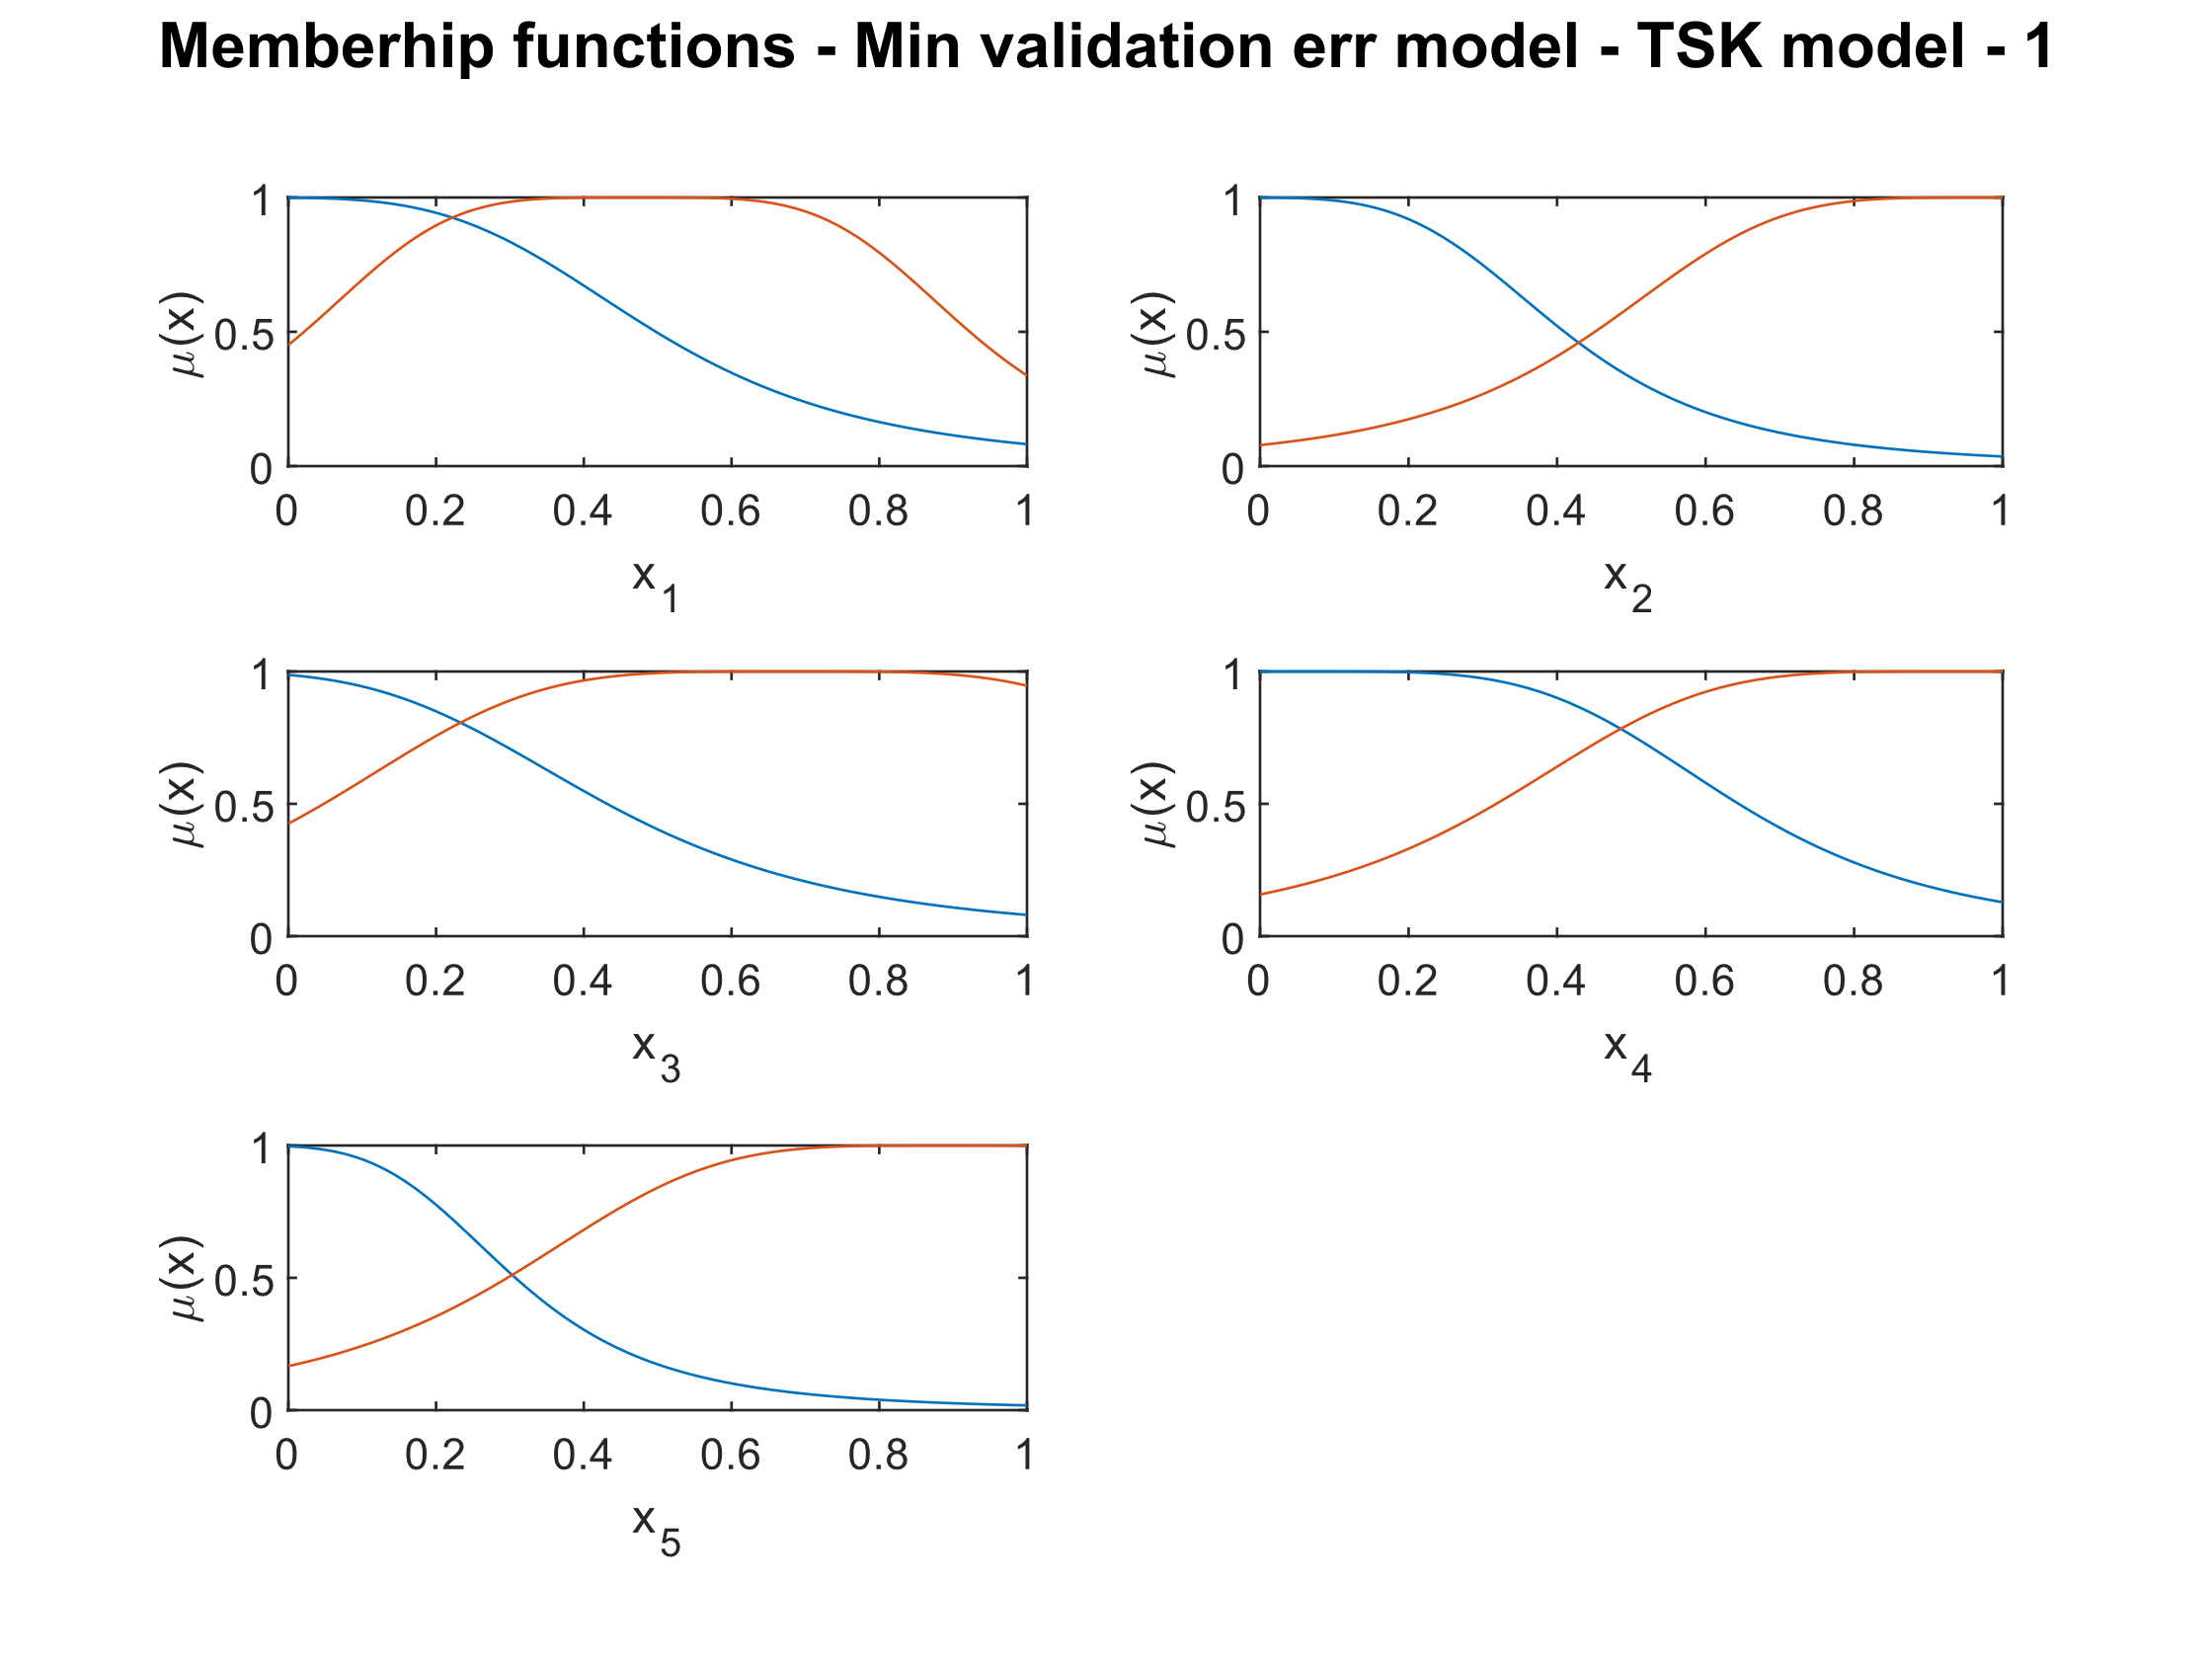 Memberhip functions - Min validation err model - TSK model - 1
1
0.5
0
μ(x)
0 0.2 0.4 0.6 0.8 1
x1
1
0.5
0
μ(x)
0 0.2 0.4 0.6 0.8 1
x2
1
0.5
0
μ(x)
0 0.2 0.4 0.6 0.8 1
x3
1
0.5
0
μ(x)
0 0.2 0.4 0.6 0.8 1
x4
1
0.5
0
μ(x)
0 0.2 0.4 0.6 0.8 1
x5